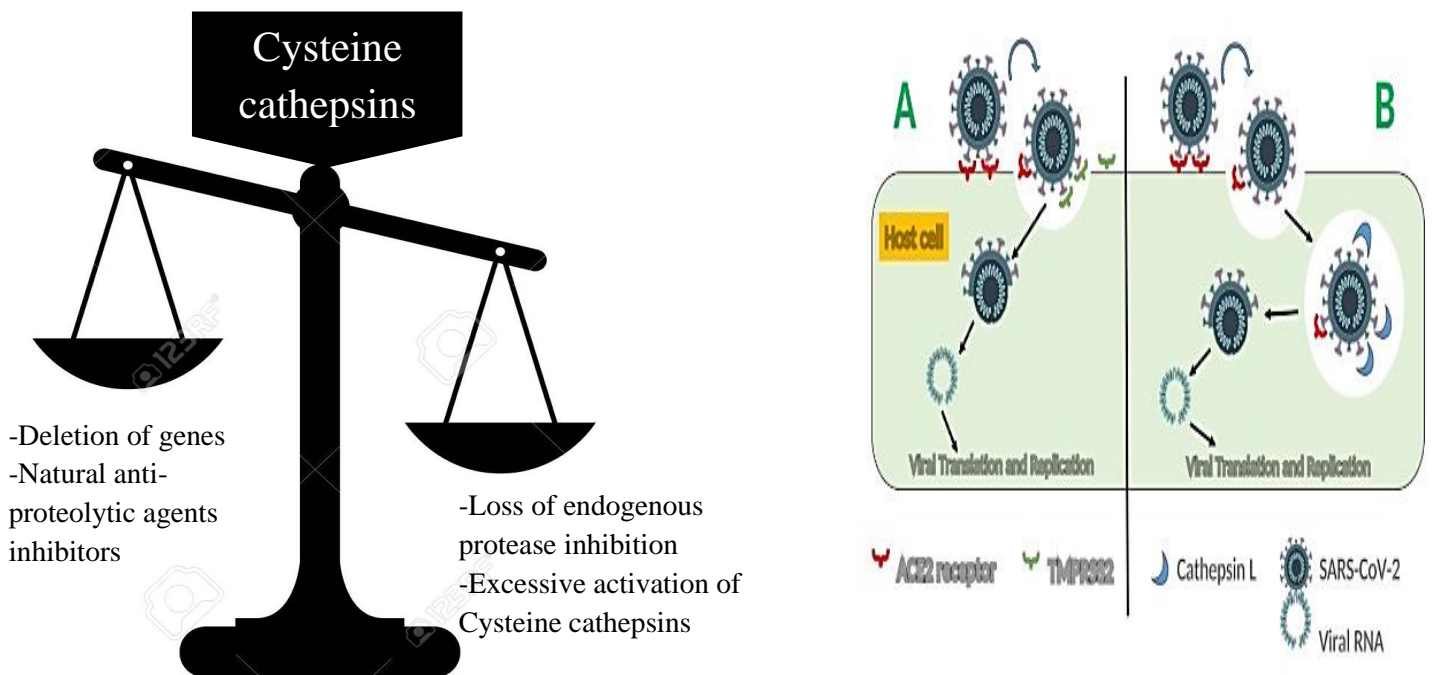 Cysteine
cathepsins
-Deletion of genes
-Natural anti-
proteolytic agents
inhibitors
-Loss of endogenous
protease inhibition
-Excessive activation of
Cysteine cathepsins
123RF
A
B
Host cell
Viral Translation and Replication
Viral Translation and Replication
ACE2 receptor
TMPRSS2
Cathepsin L
SARS-CoV-2
Viral RNA